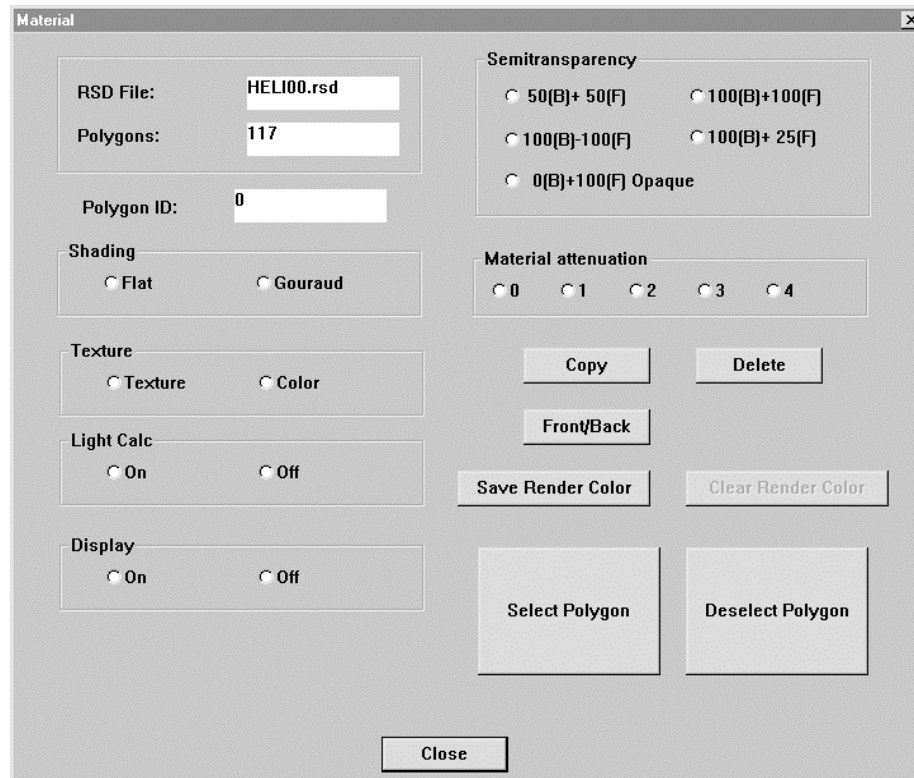 Material
RSD File: HELI00.rsd
Polygons: 117
Polygon ID: 0
Shading
Flat Gouraud
Texture
Texture Color
Light Calc
On Off
Display
On Off
Semitransparency
50(B)+ 50(F) 100(B)+100(F)
100(B)-100(F) 100(B)+ 25(F)
0(B)+100(F) Opaque
Material attenuation
0 1 2 3 4
Copy Delete
Front/Back
Save Render Color Clear Render Color
Select Polygon Deselect Polygon
Close